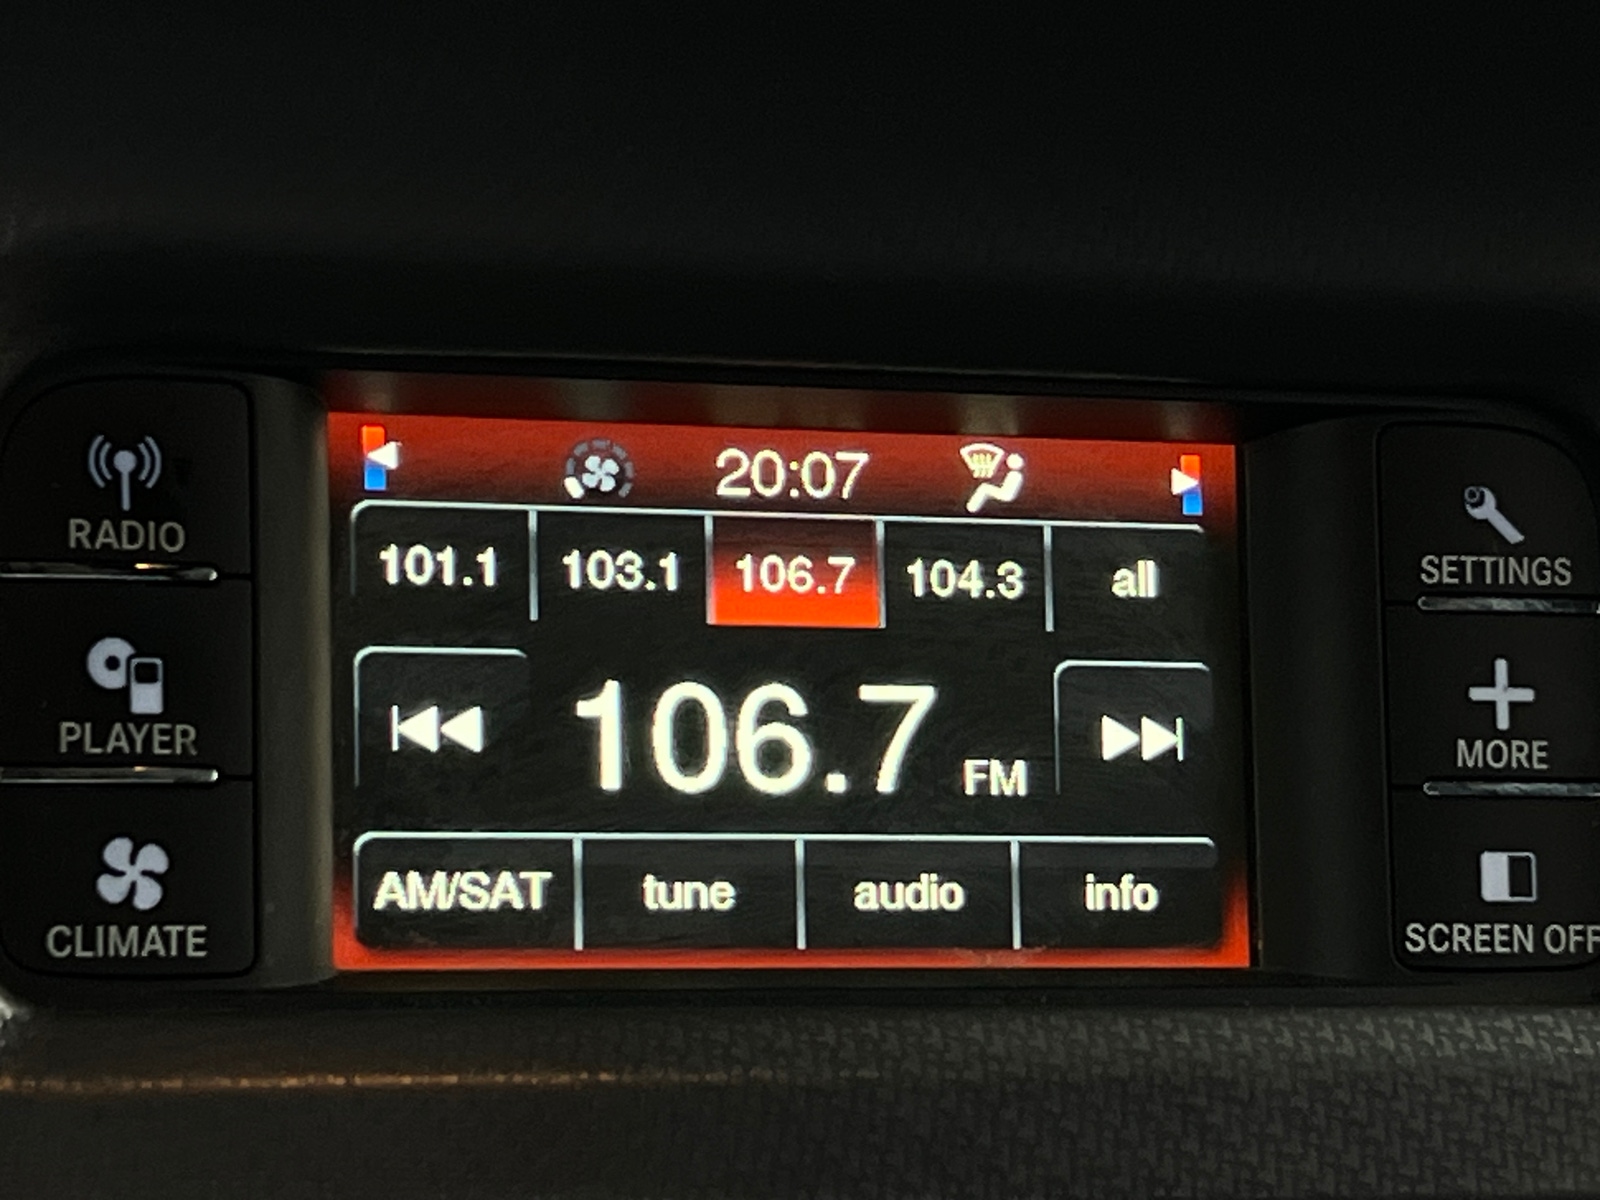 RADIO
PLAYER
CLIMATE
20:07
101.1 103.1 106.7 104.3 all
106.7 FM
AM/SAT tune audio info
SETTINGS
MORE
SCREEN OFF